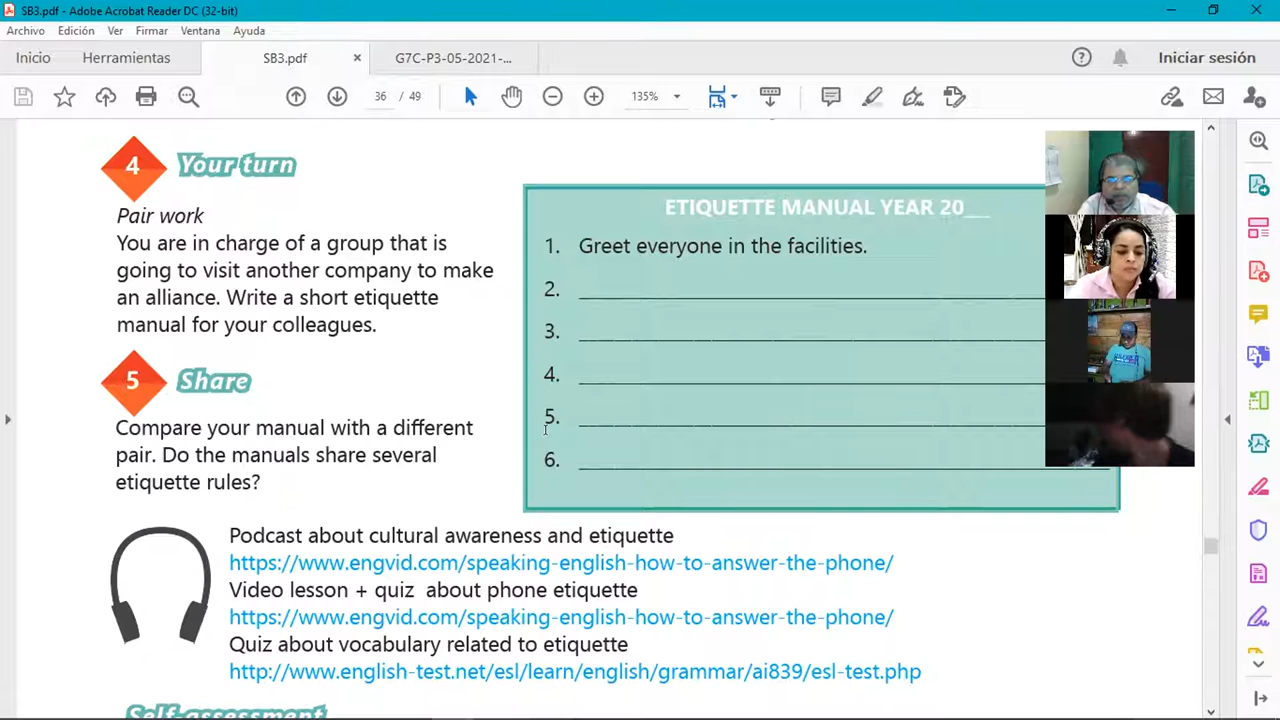 SB3.pdf - Adobe Acrobat Reader DC (32-bit)
Archivo Edición Ver Firmar Ventana Ayuda
Inicio Herramientas SB3.pdf × G7C-P3-05-2021-... Iniciar sesión
36 / 49 135%
4 Your turn
Pair work
You are in charge of a group that is
going to visit another company to make
an alliance. Write a short etiquette
manual for your colleagues.
5 Share
Compare your manual with a different
pair. Do the manuals share several
etiquette rules?
ETIQUETTE MANUAL YEAR 20__
1. Greet everyone in the facilities.
2.
3.
4.
5.
6.
Podcast about cultural awareness and etiquette
https://www.engvid.com/speaking-english-how-to-answer-the-phone/
Video lesson + quiz about phone etiquette
https://www.engvid.com/speaking-english-how-to-answer-the-phone/
Quiz about vocabulary related to etiquette
http://www.english-test.net/esl/learn/english/grammar/ai839/esl-test.php
Self-assessment